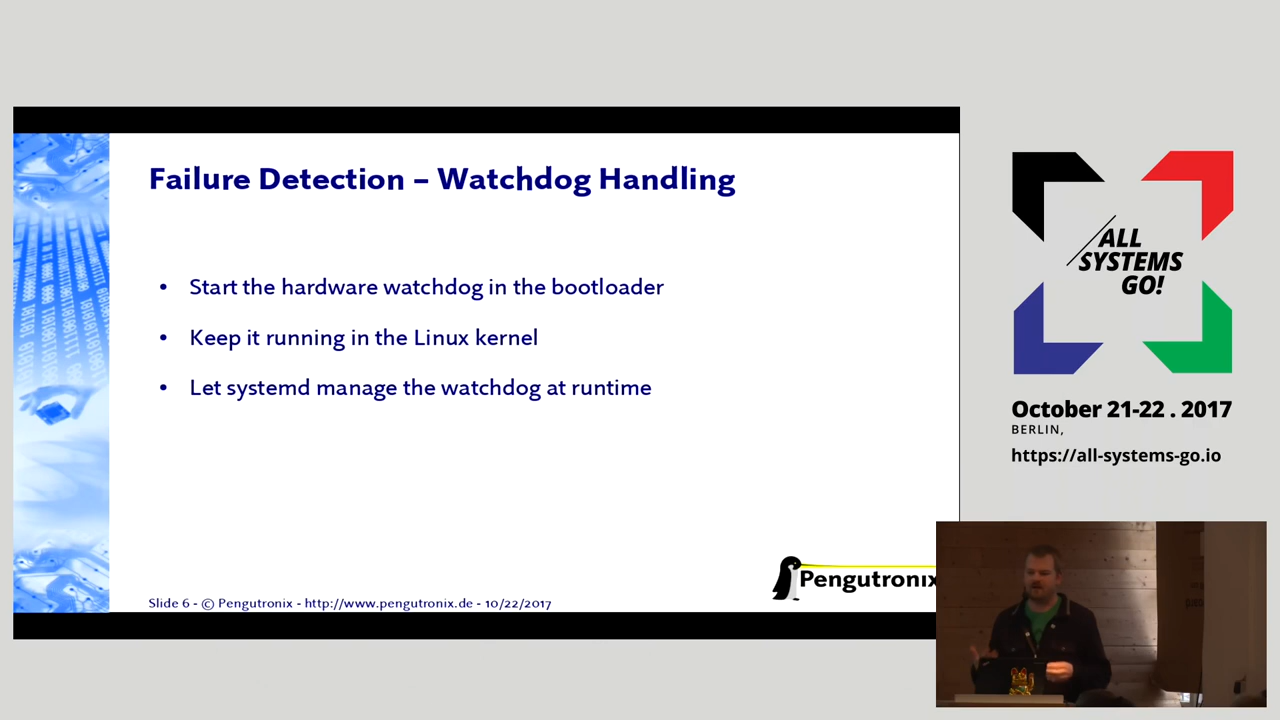 Failure Detection – Watchdog Handling
• Start the hardware watchdog in the bootloader
• Keep it running in the Linux kernel
• Let systemd manage the watchdog at runtime
Slide 6 - © Pengutronix - http://www.pengutronix.de - 10/22/2017
Pengutronix
ALL
SYSTEMS
GO!
October 21-22 . 2017
BERLIN,
https://all-systems-go.io